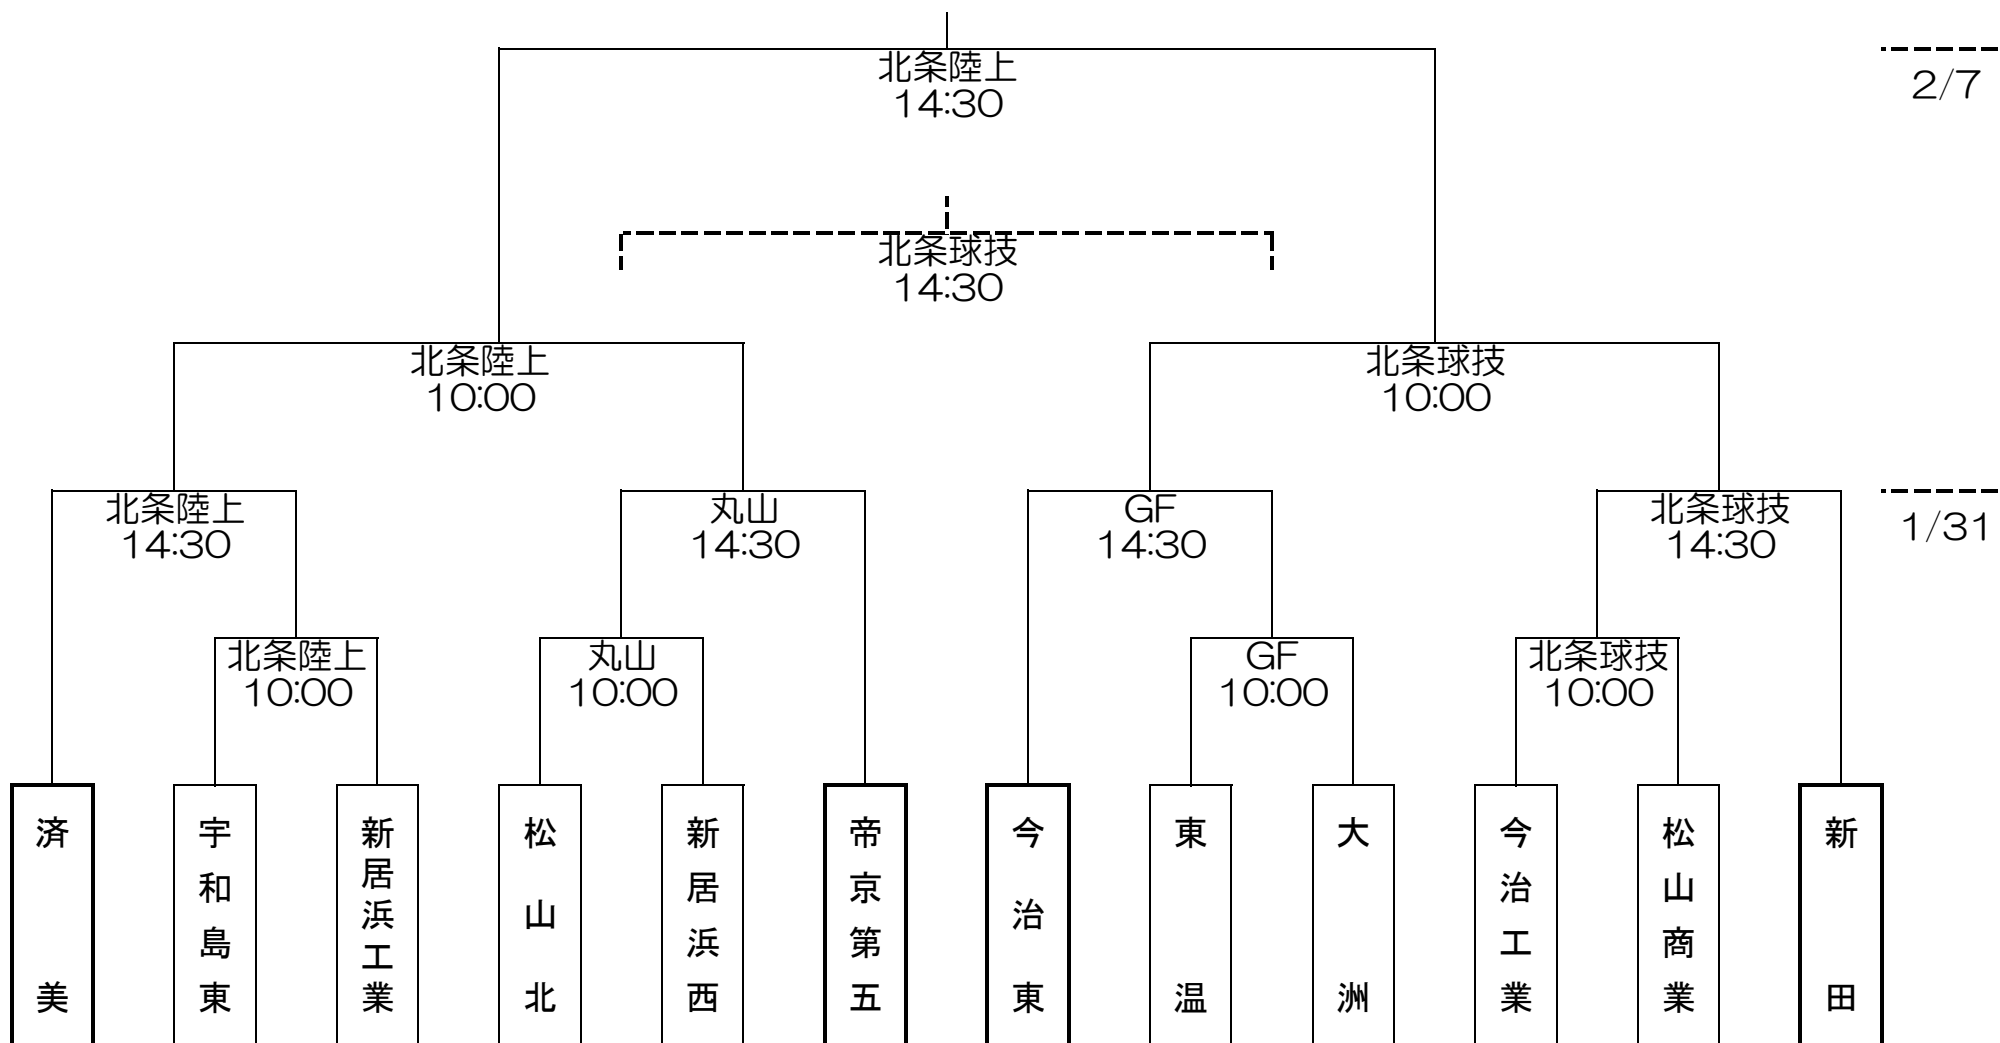 北条陸上
14:30
2/7
北条球技
14:30
北条陸上
10:00
北条球技
10:00
北条陸上
14:30
丸山
14:30
GF
14:30
北条球技
14:30
1/31
北条陸上
10:00
丸山
10:00
GF
10:00
北条球技
10:00
済美
宇和島東
新居浜工業
松山北
新居浜西
帝京第五
今治東
東温
大洲
今治工業
松山商業
新田